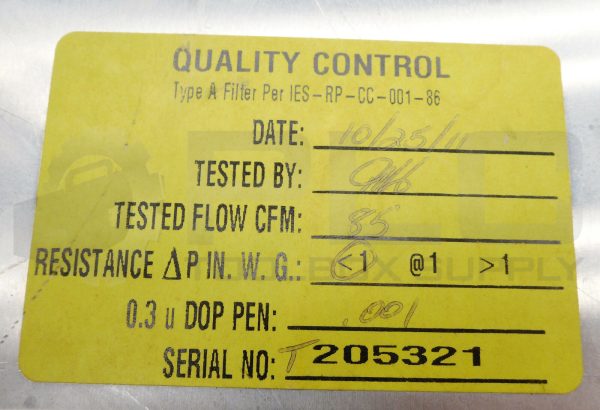 QUALITY CONTROL
Type A Filter Per IES-RP-CC-001-86
DATE: 10/25/11
TESTED BY:
TESTED FLOW CFM: 85
RESISTANCE Δ P IN. W. G.: <1 @1 >1
0.3 u DOP PEN: .001
SERIAL NO: T205321